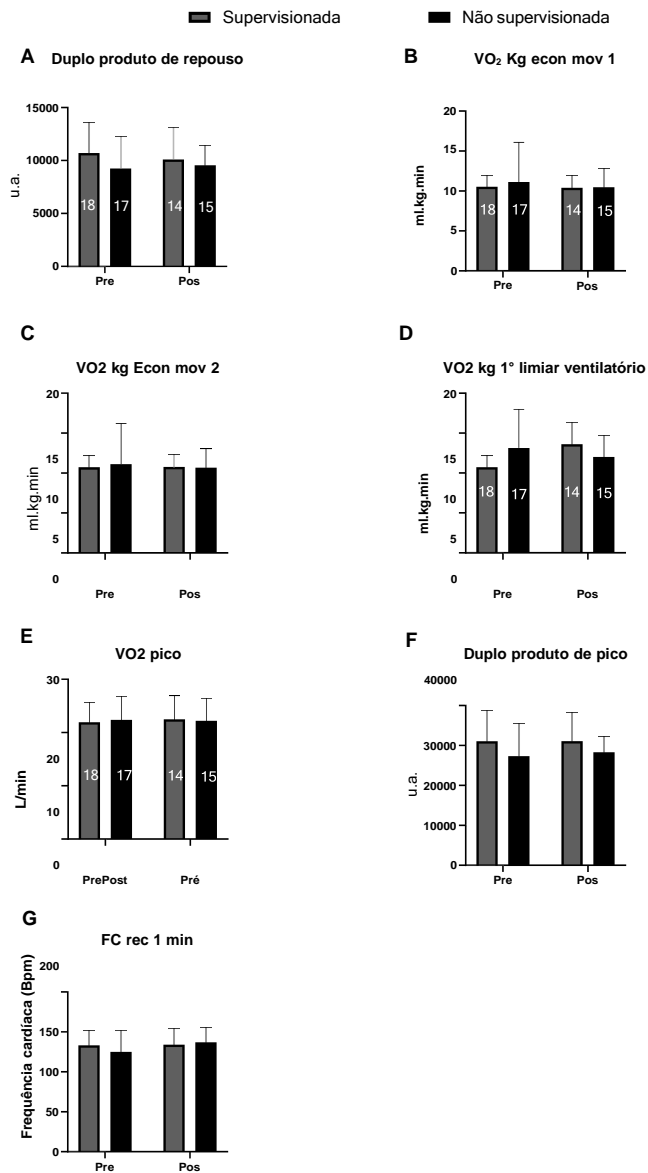 Supervisionada Não supervisionada
A Duplo produto de repouso
15000
10000
5000
0
u.a.
18 17 14 15
Pre Pos
B VO₂ Kg econ mov 1
20
15
10
5
0
ml.kg.min
18 17 14 15
Pre Pos
C
VO2 kg Econ mov 2
20
15
10
5
0
ml.kg.min
Pre Pos
D
VO2 kg 1° limiar ventilatório
20
15
10
5
0
ml.kg.min
18 17 14 15
Pre Pos
E
VO2 pico
30
20
10
0
L/min
18 17 14 15
PrePost Pré
F
Duplo produto de pico
40000
30000
20000
10000
0
u.a.
Pre Pos
G
FC rec 1 min
200
150
100
50
0
Frequência cardíaca (Bpm)
Pre Pos